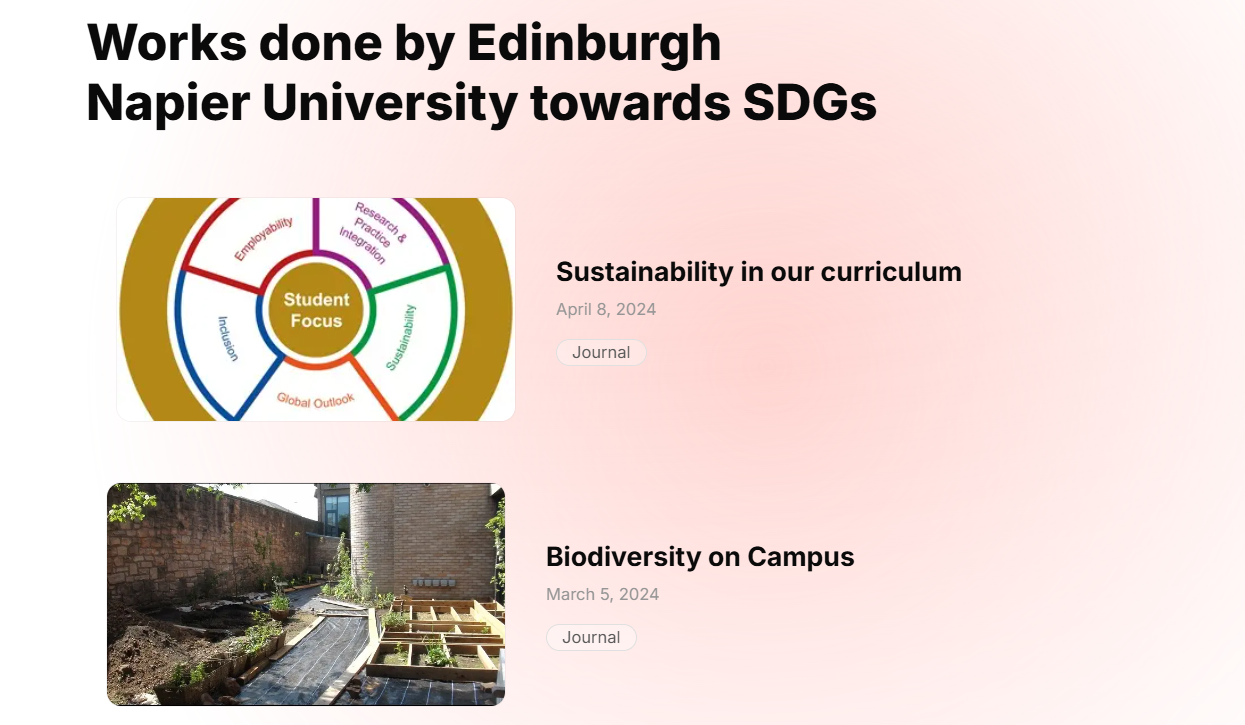 Works done by Edinburgh
Napier University towards SDGs
Employability
Research &
Practice
Integration
Student
Focus
Inclusion
Sustainability
Global Outlook
Sustainability in our curriculum
April 8, 2024
Journal
Biodiversity on Campus
March 5, 2024
Journal